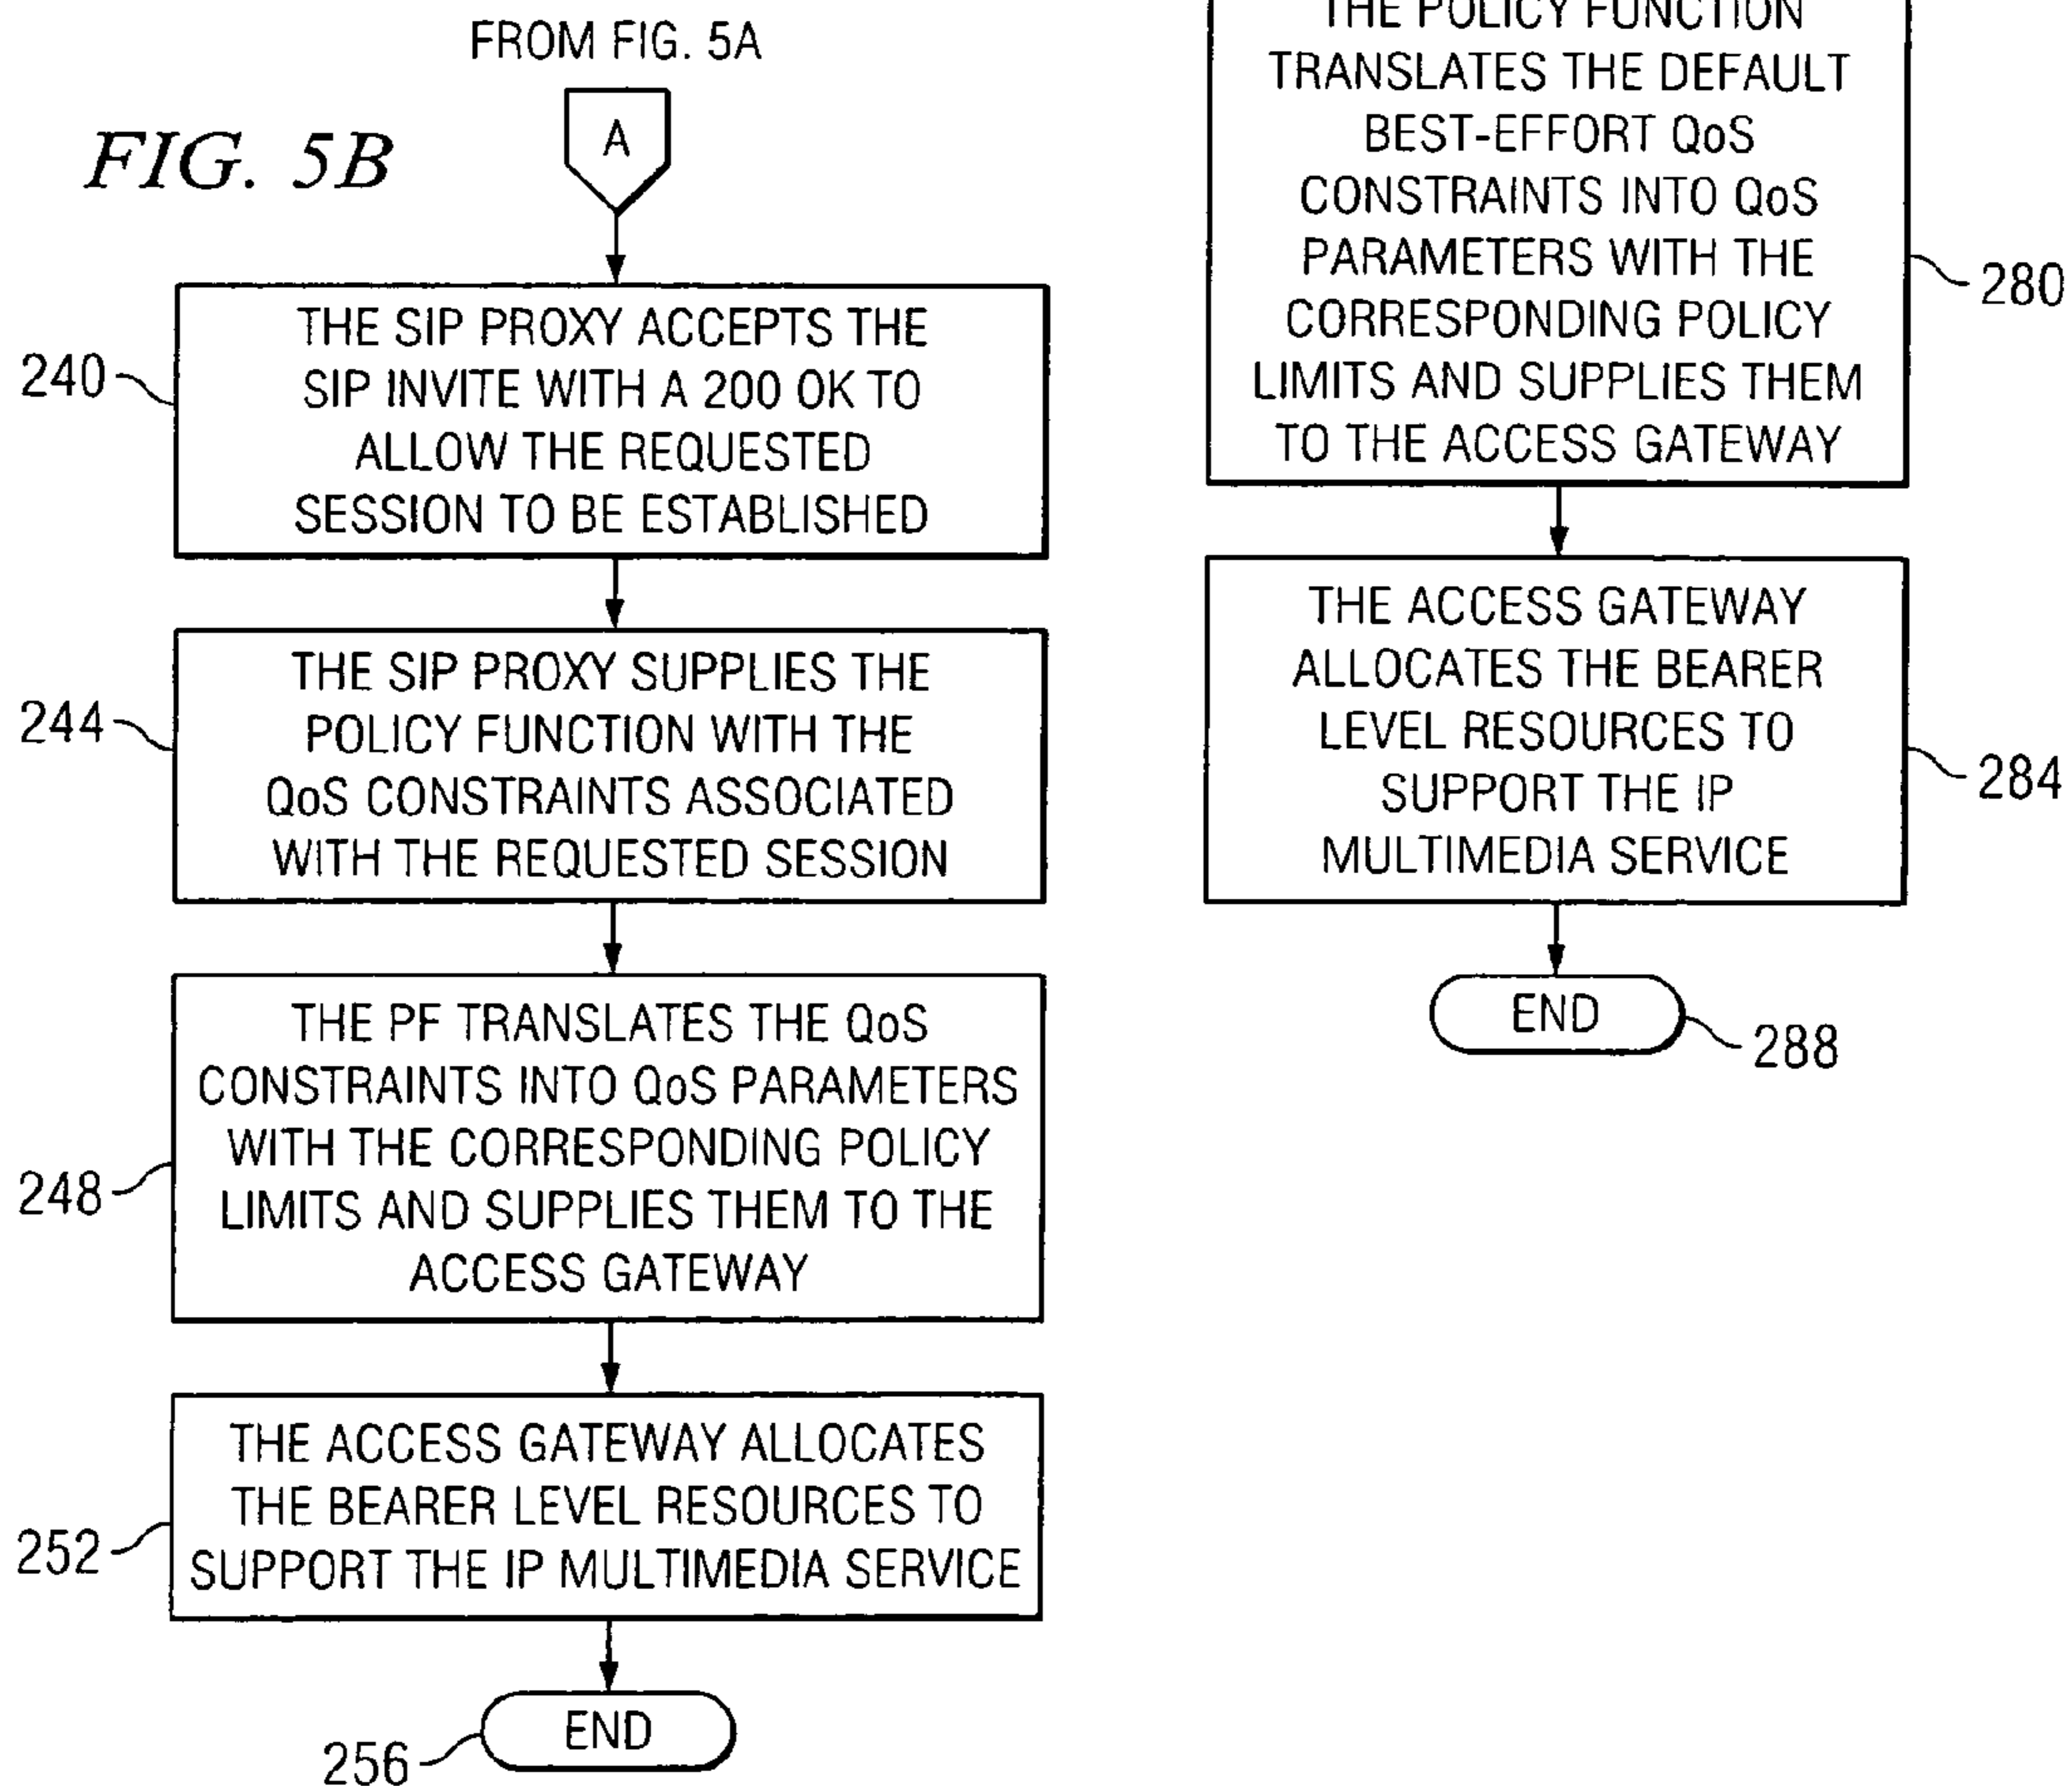 FROM FIG. 5A
FIG. 5B
A
240
THE SIP PROXY ACCEPTS THE
SIP INVITE WITH A 200 OK TO
ALLOW THE REQUESTED
SESSION TO BE ESTABLISHED
244
THE SIP PROXY SUPPLIES THE
POLICY FUNCTION WITH THE
QoS CONSTRAINTS ASSOCIATED
WITH THE REQUESTED SESSION
248
THE PF TRANSLATES THE QoS
CONSTRAINTS INTO QoS PARAMETERS
WITH THE CORRESPONDING POLICY
LIMITS AND SUPPLIES THEM TO THE
ACCESS GATEWAY
252
THE ACCESS GATEWAY ALLOCATES
THE BEARER LEVEL RESOURCES TO
SUPPORT THE IP MULTIMEDIA SERVICE
END
256
THE POLICY FUNCTION
TRANSLATES THE DEFAULT
BEST-EFFORT QoS
CONSTRAINTS INTO QoS
PARAMETERS WITH THE
CORRESPONDING POLICY
LIMITS AND SUPPLIES THEM
TO THE ACCESS GATEWAY
280
THE ACCESS GATEWAY
ALLOCATES THE BEARER
LEVEL RESOURCES TO
SUPPORT THE IP
MULTIMEDIA SERVICE
284
END
288